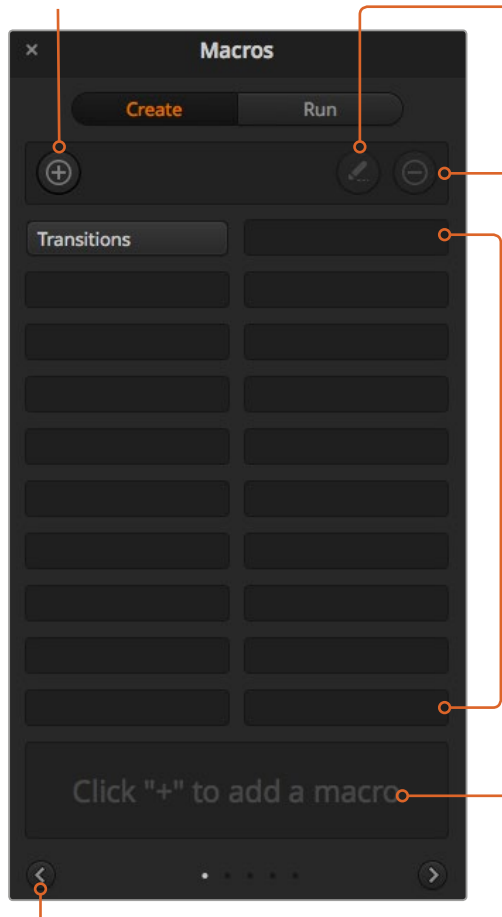 Macros
Create
Run
Transitions
Click "+" to add a macro